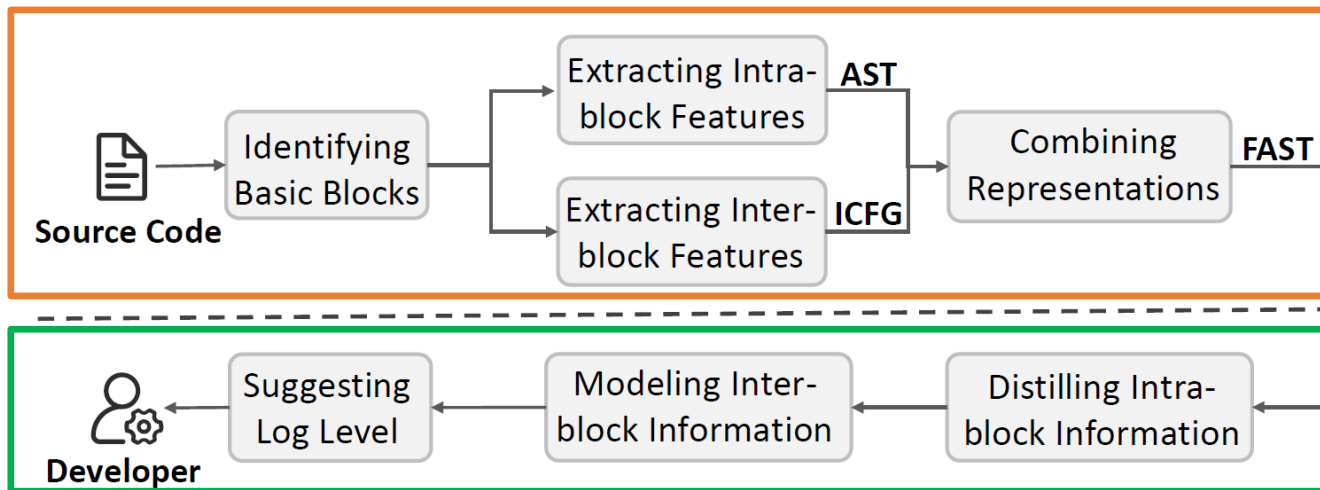 Extracting Intra-
block Features
AST
Identifying
Basic Blocks
Combining
Representations
FAST
Source Code
Extracting Inter-
block Features
ICFG
Suggesting
Log Level
Modeling Inter-
block Information
Distilling Intra-
block Information
Developer